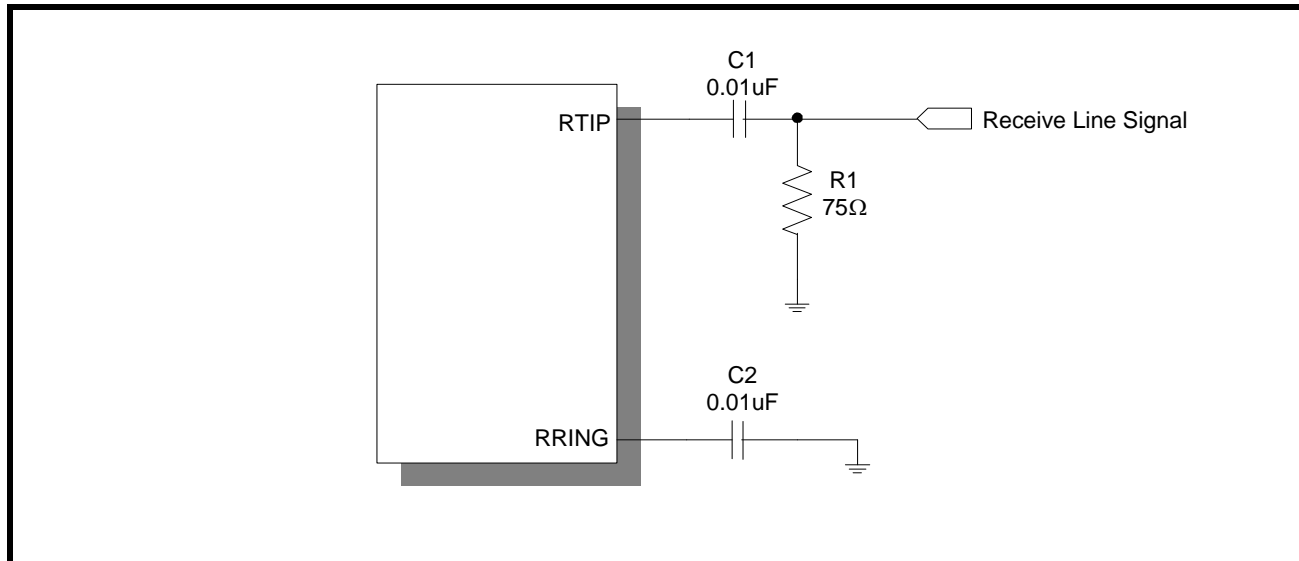 C1
0.01uF
RTIP
Receive Line Signal
R1
75Ω
C2
0.01uF
RRING